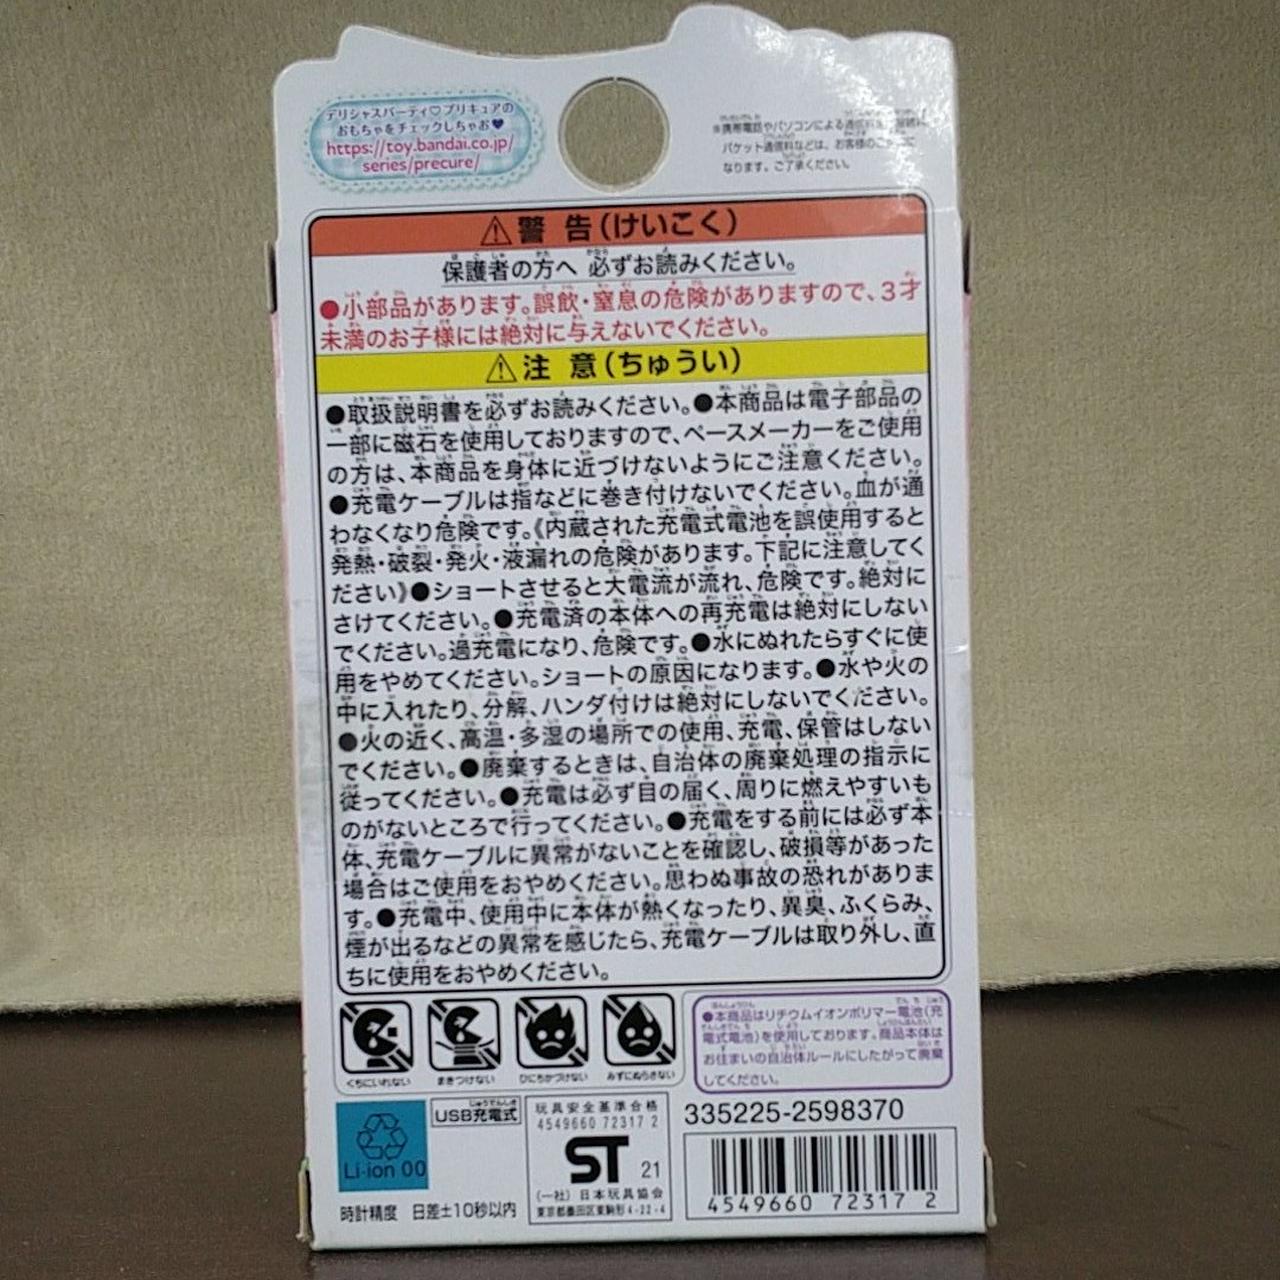 デリシャスパーティ♡プリキュアの
おもちゃをチェックしちゃお♥
https://toy.bandai.co.jp/
series/precure/
※携帯電話やパソコンによる通信料
パケット通信料などは、お客様のご
なります。ご了承ください。
⚠警 告(けいこく)
保護者の方へ 必ずお読みください。
●小部品があります。誤飲・窒息の危険がありますので、3才
未満のお子様には絶対に与えないでください。
⚠注 意(ちゅうい)
●取扱説明書を必ずお読みください。●本商品は電子部品の
一部に磁石を使用しておりますので、ペースメーカーをご使用
の方は、本商品を身体に近づけないようにご注意ください。
●充電ケーブルは指などに巻き付けないでください。血が通
わなくなり危険です。《内蔵された充電式電池を誤使用すると
発熱・破裂・発火・液漏れの危険があります。下記に注意してく
ださい》●ショートさせると大電流が流れ、危険です。絶対に
さけてください。●充電済の本体への再充電は絶対にしない
でください。過充電になり、危険です。●水にぬれたらすぐに使
用をやめてください。ショートの原因になります。●水や火の
中に入れたり、分解、ハンダ付けは絶対にしないでください。
●火の近く、高温・多湿の場所での使用、充電、保管はしない
でください。●廃棄するときは、自治体の廃棄処理の指示に
従ってください。●充電は必ず目の届く、周りに燃えやすいも
のがないところで行ってください。●充電をする前には必ず本
体、充電ケーブルに異常がないことを確認し、破損等があった
場合はご使用をおやめください。思わぬ事故の恐れがありま
す。●充電中、使用中に本体が熱くなったり、異臭、ふくらみ、
煙が出るなどの異常を感じたら、充電ケーブルは取り外し、直
ちに使用をおやめください。
くちにいれない まきつけない ひにちかづけない みずにぬらさない
●本商品はリチウムイオンポリマー電池(充
電式電池)を使用しております。商品本体は
お住まいの自治体ルールにしたがって廃棄
してください。
Li-ion 00
USB充電式
時計精度 日差±10秒以内
玩具安全基準合格
4549660 72317 2
ST 21
(一社)日本玩具協会
東京都墨田区東駒形4-22-4
335225-2598370
4549660 72317 2